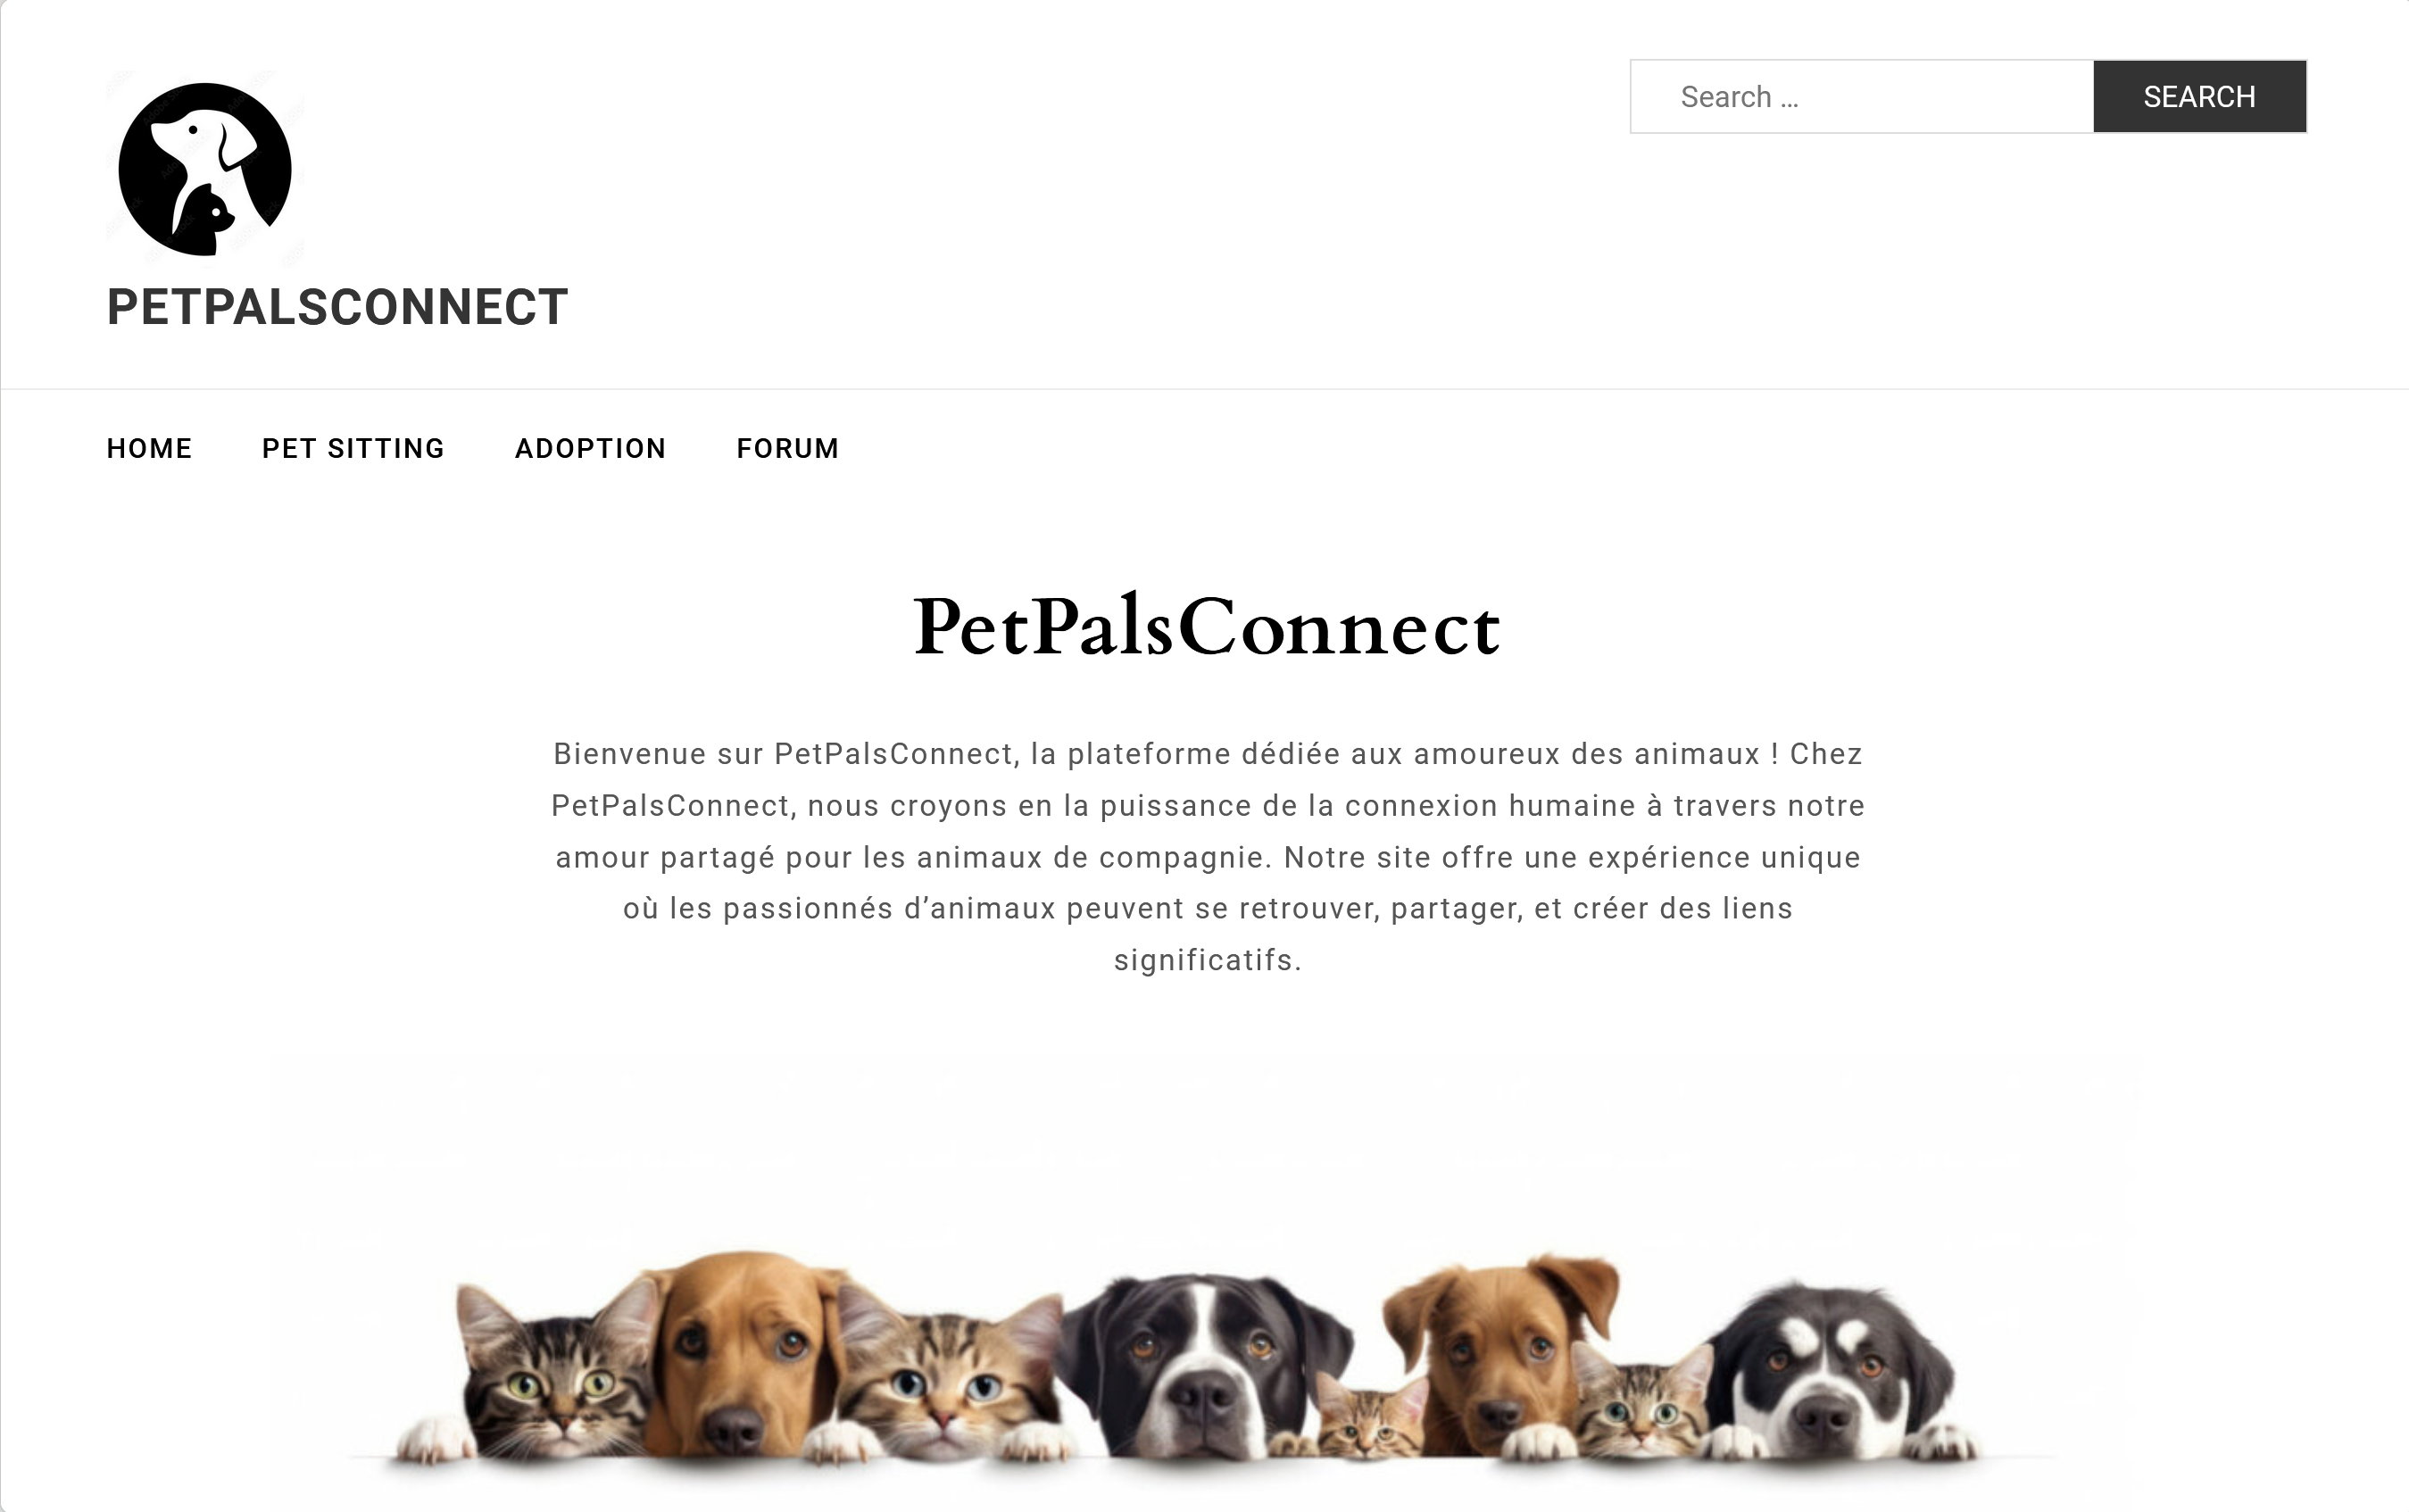 Search ...
SEARCH
PETPALSCONNECT
HOME
PET SITTING
ADOPTION
FORUM
PetPalsConnect
Bienvenue sur PetPalsConnect, la plateforme dédiée aux amoureux des animaux ! Chez
PetPalsConnect, nous croyons en la puissance de la connexion humaine à travers notre
amour partagé pour les animaux de compagnie. Notre site offre une expérience unique
où les passionnés d’animaux peuvent se retrouver, partager, et créer des liens
significatifs.